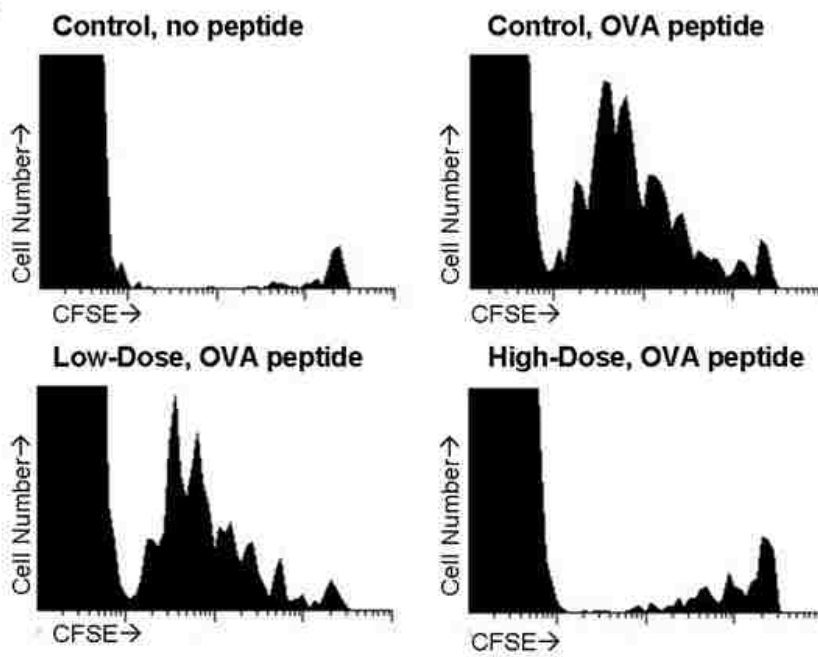 Control, no peptide
Cell Number→
CFSE→
Control, OVA peptide
Cell Number→
CFSE→
Low-Dose, OVA peptide
Cell Number→
CFSE→
High-Dose, OVA peptide
Cell Number→
CFSE→